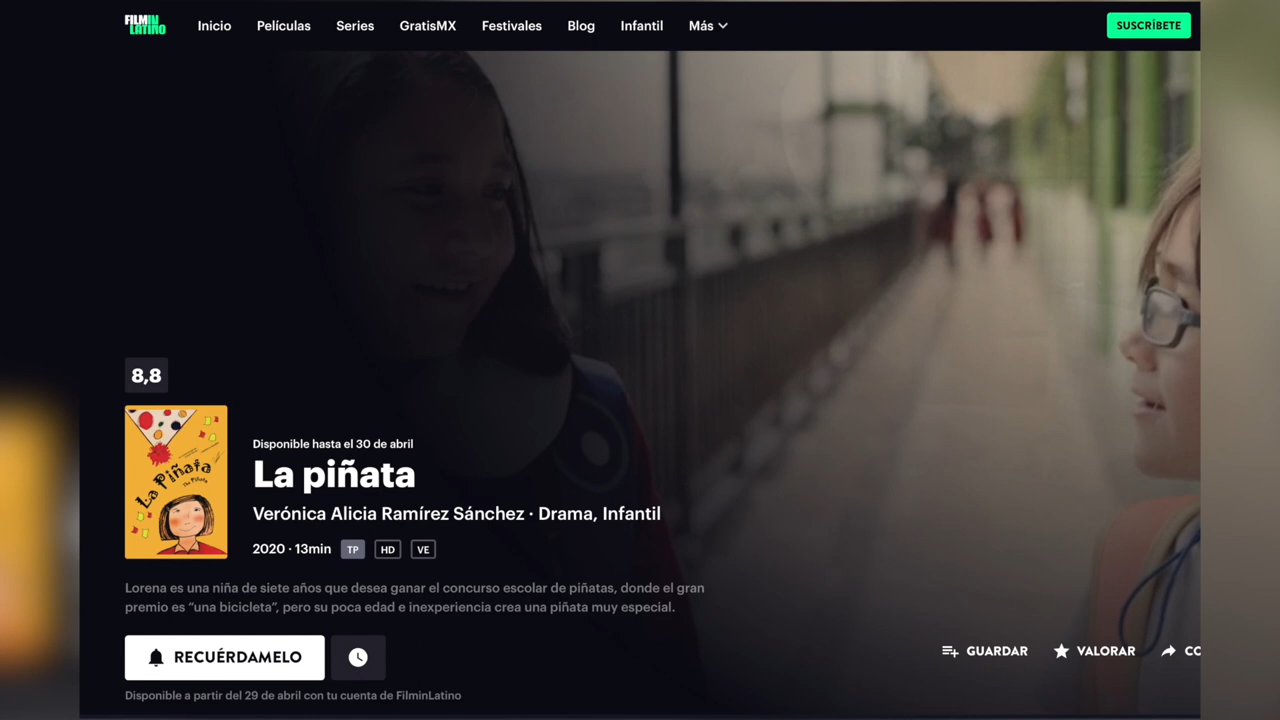 FILMIN
LATINO
Inicio Películas Series GratisMX Festivales Blog Infantil Más
SUSCRÍBETE
8,8
La Piñata
The Piñata
Disponible hasta el 30 de abril
La piñata
Verónica Alicia Ramírez Sánchez · Drama, Infantil
2020 · 13min TP HD VE
Lorena es una niña de siete años que desea ganar el concurso escolar de piñatas, donde el gran
premio es “una bicicleta”, pero su poca edad e inexperiencia crea una piñata muy especial.
RECUÉRDAMELO
GUARDAR VALORAR CO
Disponible a partir del 29 de abril con tu cuenta de FilminLatino